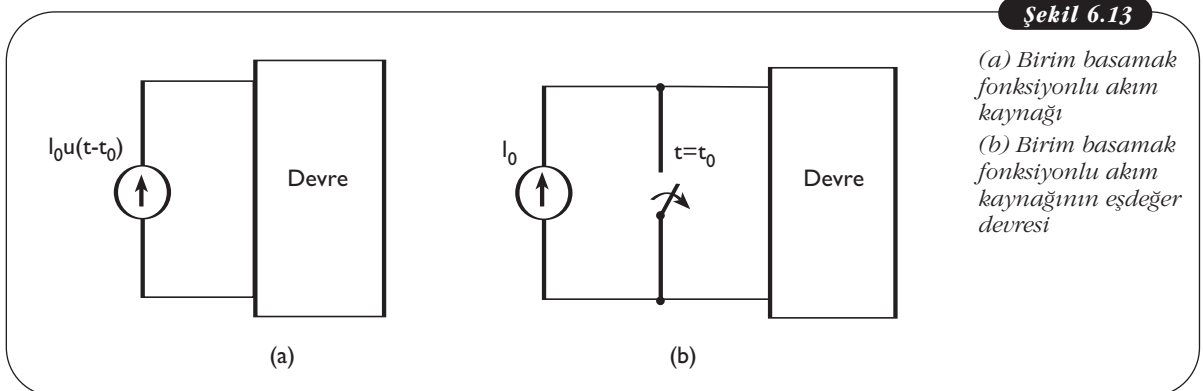 Şekil 6.13
(a) Birim basamak
fonksiyonlu akım
kaynağı
(b) Birim basamak
fonksiyonlu akım
kaynağının eşdeğer
devresi
I₀u(t-t₀)
Devre
(a)
I₀
t=t₀
Devre
(b)